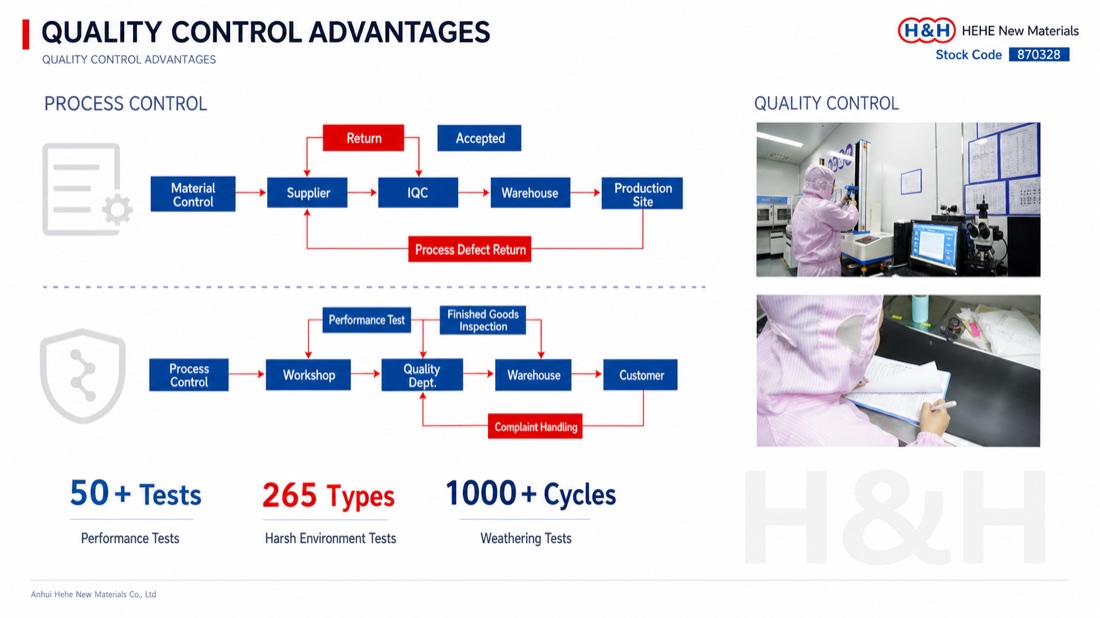 QUALITY CONTROL ADVANTAGES
QUALITY CONTROL ADVANTAGES
H&H HEHE New Materials
Stock Code 870328
PROCESS CONTROL
Return
Accepted
Material
Control
Supplier
IQC
Warehouse
Production
Site
Process Defect Return
Performance Test
Finished Goods
Inspection
Process
Control
Workshop
Quality
Dept.
Warehouse
Customer
Complaint Handling
50+ Tests
Performance Tests
265 Types
Harsh Environment Tests
1000+ Cycles
Weathering Tests
QUALITY CONTROL
H&H
Anhui Hehe New Materials Co., Ltd